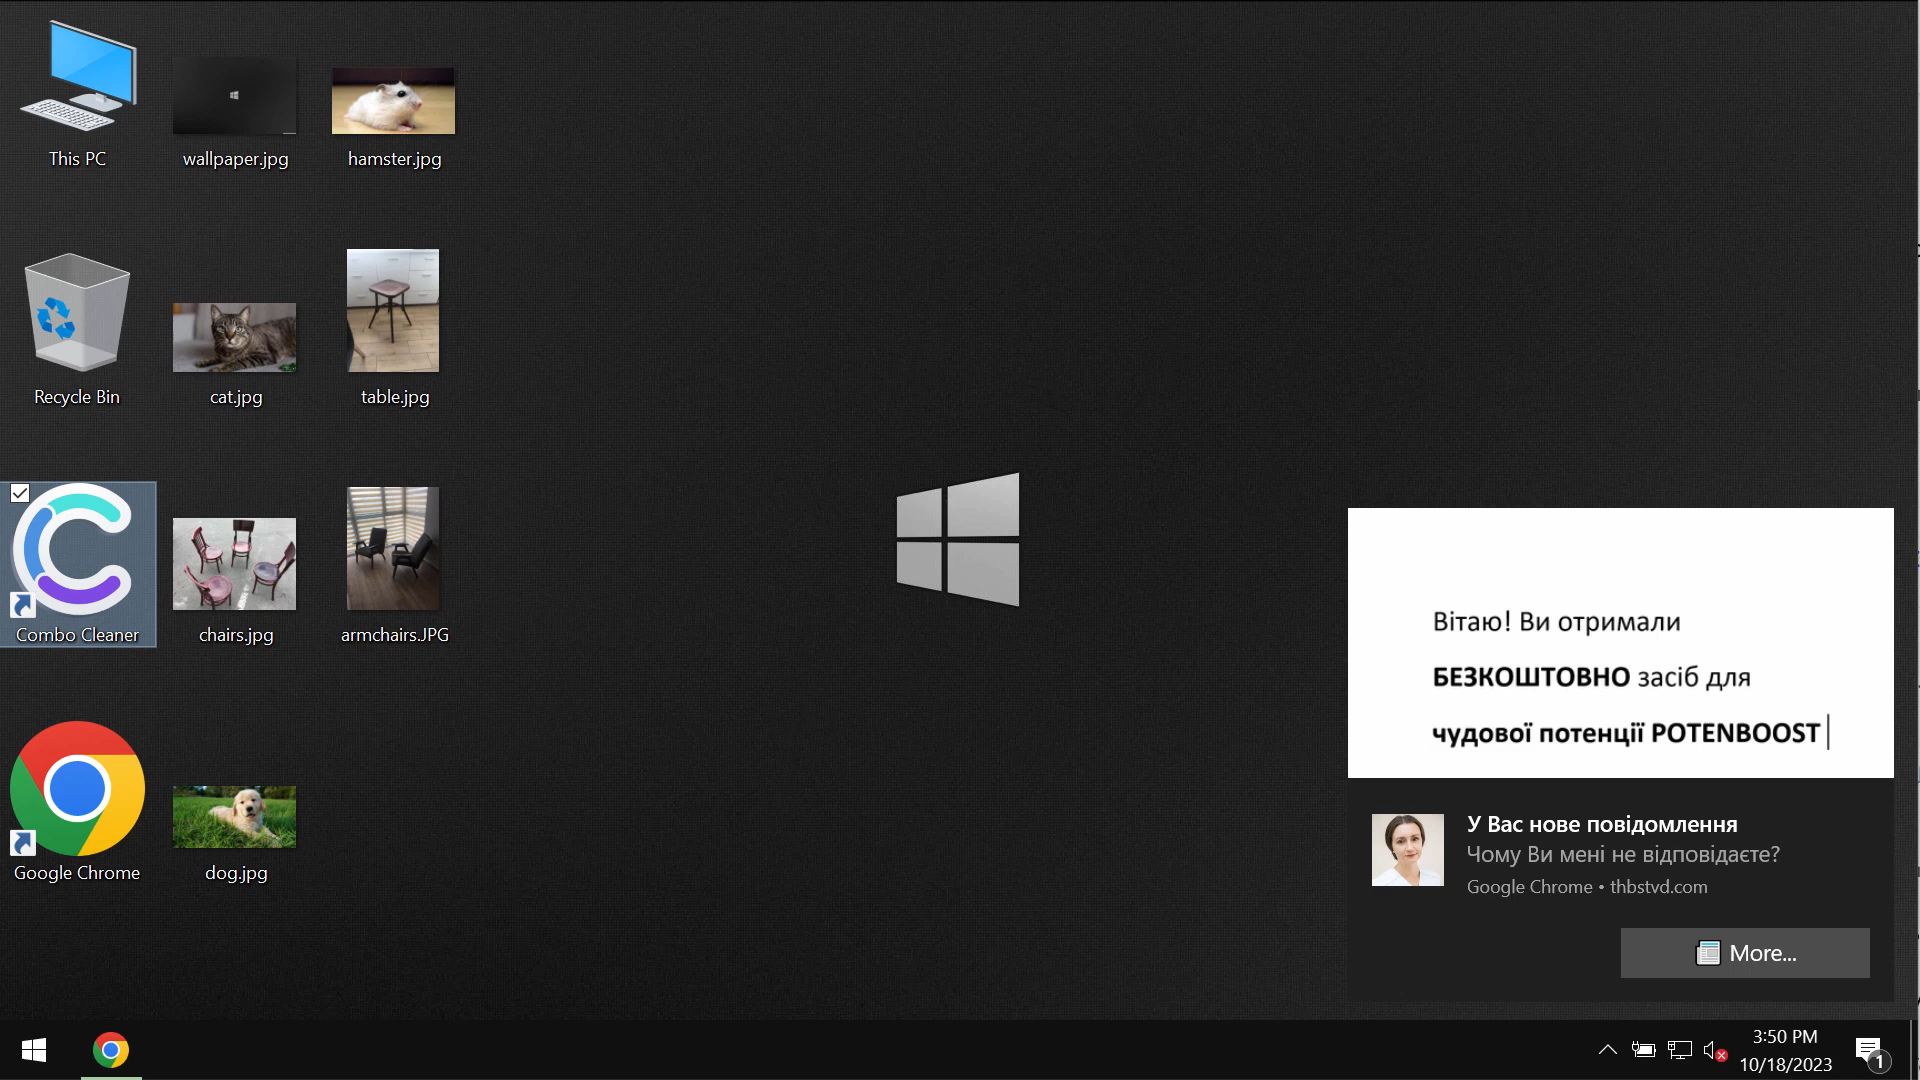 This PC
wallpaper.jpg
hamster.jpg
Recycle Bin
cat.jpg
table.jpg
Combo Cleaner
chairs.jpg
armchairs.JPG
Google Chrome
dog.jpg
Вітаю! Ви отримали
БЕЗКОШТОВНО засіб для
чудової потенції POTENBOOST
У Вас нове повідомлення
Чому Ви мені не відповідаєте?
Google Chrome • thbstvd.com
More...
3:50 PM
10/18/2023
1